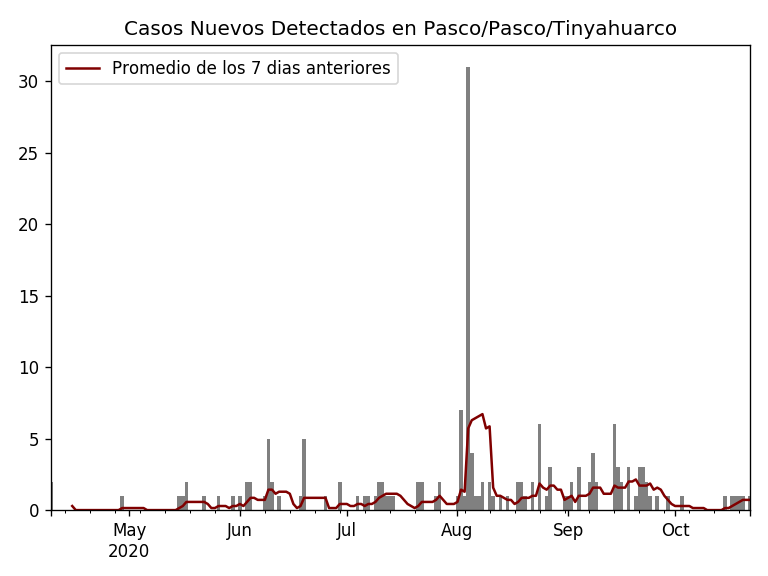 Casos Nuevos Detectados en Pasco/Pasco/Tinyahuarco
Promedio de los 7 dias anteriores
30
25
20
15
10
5
0
May Jun Jul Aug Sep Oct
2020